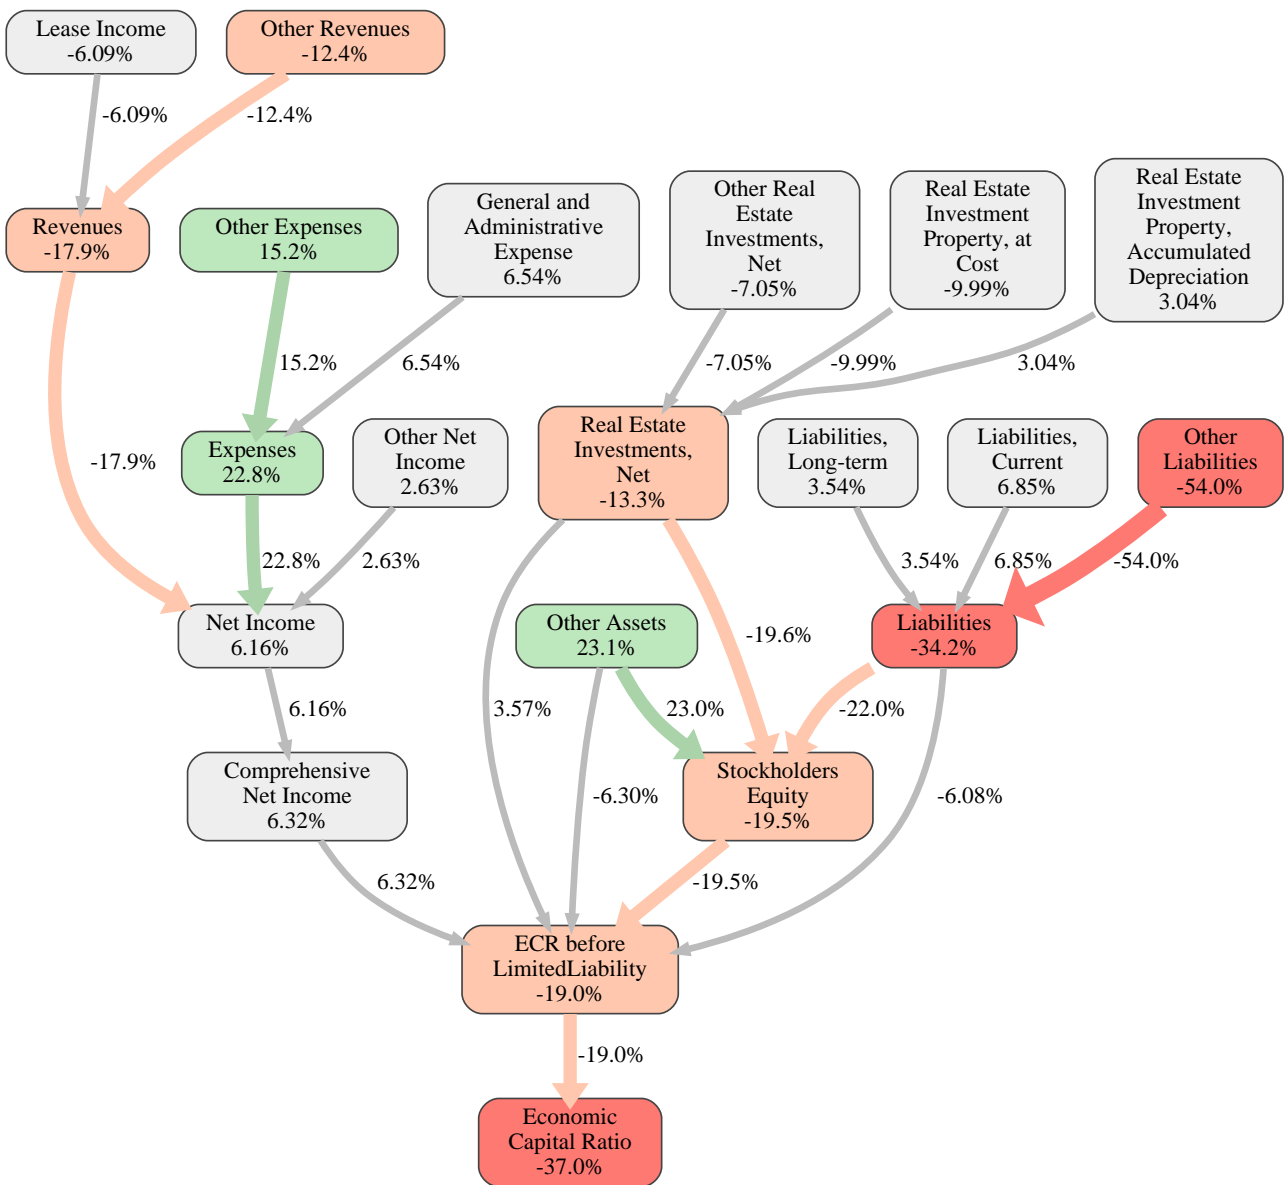 Lease Income
-6.09%
Other Revenues
-12.4%
-6.09%
-12.4%
Revenues
-17.9%
Other Expenses
15.2%
General and
Administrative
Expense
6.54%
Other Real
Estate
Investments,
Net
-7.05%
Real Estate
Investment
Property, at
Cost
-9.99%
Real Estate
Investment
Property,
Accumulated
Depreciation
3.04%
15.2%
6.54%
-7.05%
-9.99%
3.04%
-17.9%
Expenses
22.8%
Other Net
Income
2.63%
Real Estate
Investments,
Net
-13.3%
Liabilities,
Long-term
3.54%
Liabilities,
Current
6.85%
Other
Liabilities
-54.0%
22.8%
2.63%
3.54%
6.85%
-54.0%
Net Income
6.16%
Other Assets
23.1%
-19.6%
Liabilities
-34.2%
6.16%
3.57%
23.0%
-22.0%
Comprehensive
Net Income
6.32%
-6.30%
Stockholders
Equity
-19.5%
-6.08%
6.32%
-19.5%
ECR before
LimitedLiability
-19.0%
-19.0%
Economic
Capital Ratio
-37.0%